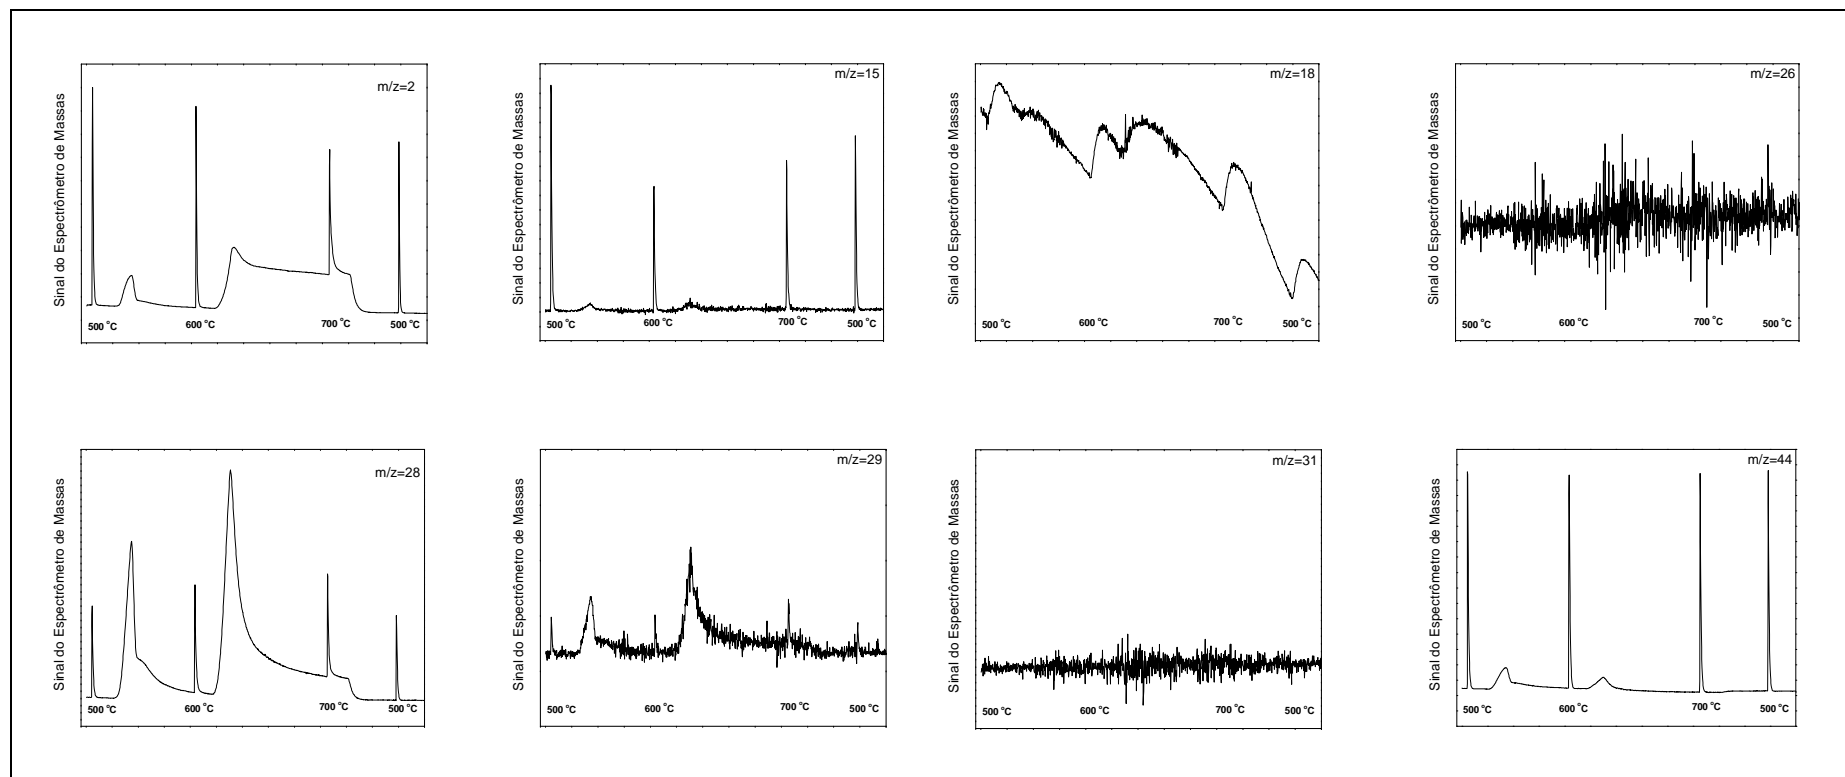 Sinal do Espectrômetro de Massas
m/z=2
500 °C 600 °C 700 °C 500 °C
Sinal do Espectrômetro de Massas
m/z=15
500 °C 600 °C 700 °C 500 °C
Sinal do Espectrômetro de Massas
m/z=18
500 °C 600 °C 700 °C 500 °C
Sinal do Espectrômetro de Massas
m/z=26
500 °C 600 °C 700 °C 500 °C
Sinal do Espectrômetro de Massas
m/z=28
500 °C 600 °C 700 °C 500 °C
Sinal do Espectrômetro de Massas
m/z=29
500 °C 600 °C 700 °C 500 °C
Sinal do Espectrômetro de Massas
m/z=31
500 °C 600 °C 700 °C 500 °C
Sinal do Espectrômetro de Massas
m/z=44
500 °C 600 °C 700 °C 500 °C